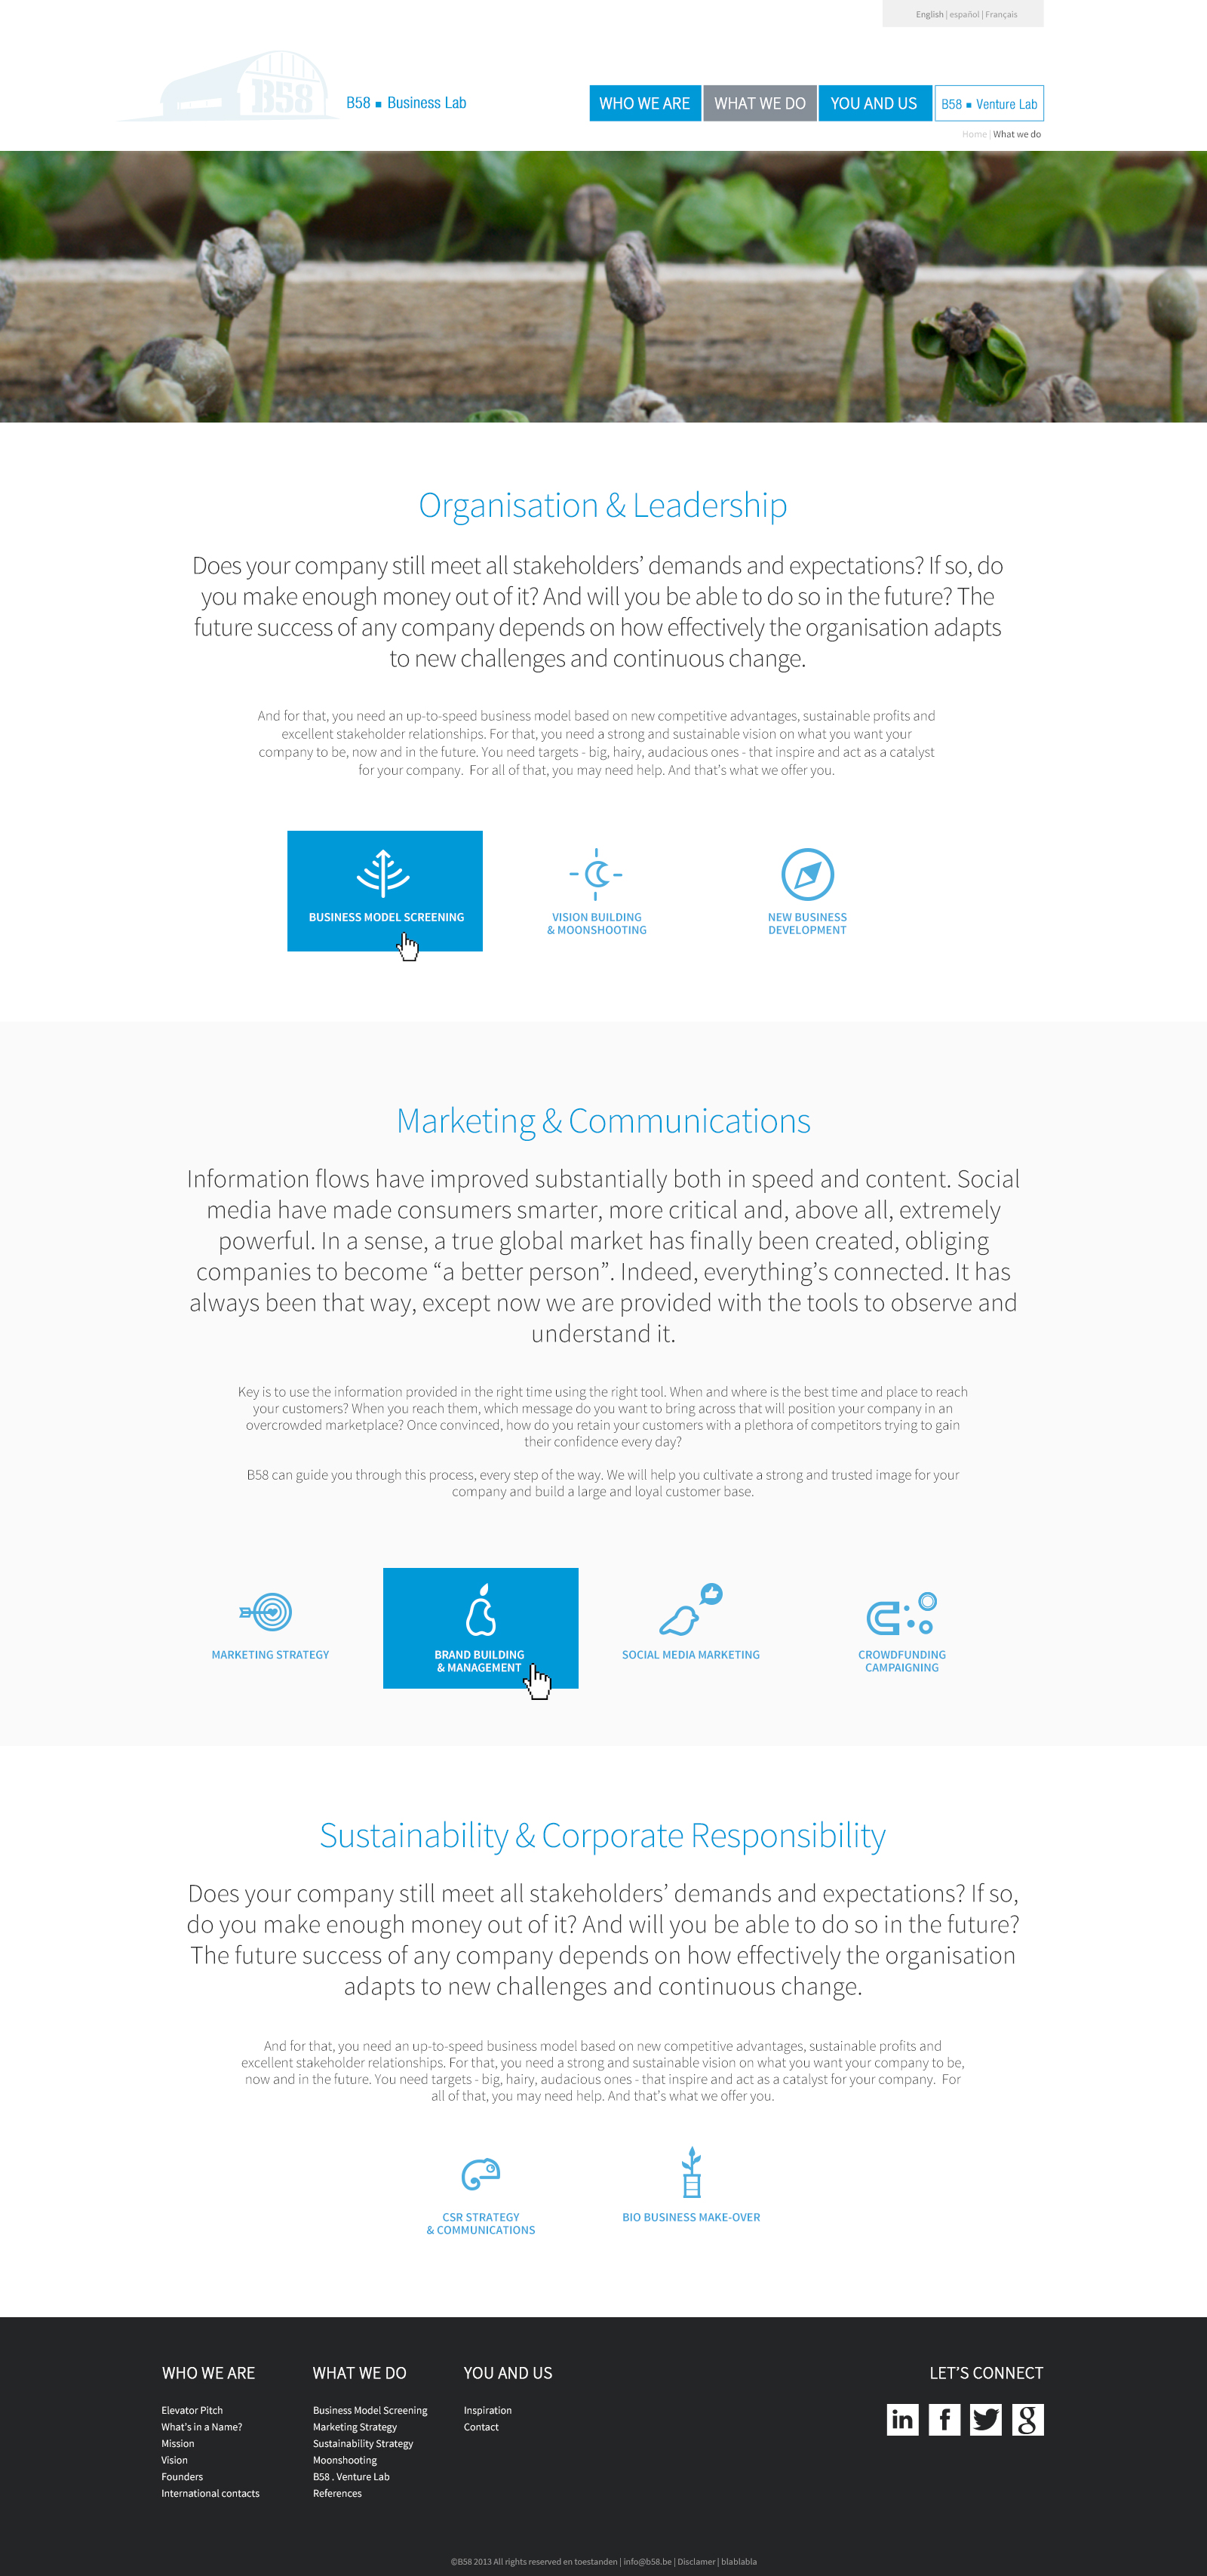 English | español | Français
B58
B58 ■ Business Lab
WHO WE ARE
WHAT WE DO
YOU AND US
B58 ■ Venture Lab
Home | What we do
Organisation & Leadership
Does your company still meet all stakeholders’ demands and expectations? If so, do
you make enough money out of it? And will you be able to do so in the future? The
future success of any company depends on how effectively the organisation adapts
to new challenges and continuous change.
And for that, you need an up-to-speed business model based on new competitive advantages, sustainable profits and
excellent stakeholder relationships. For that, you need a strong and sustainable vision on what you want your
company to be, now and in the future. You need targets - big, hairy, audacious ones - that inspire and act as a catalyst
for your company.  For all of that, you may need help. And that’s what we offer you.
BUSINESS MODEL SCREENING
VISION BUILDING
& MOONSHOOTING
NEW BUSINESS
DEVELOPMENT
Marketing & Communications
Information flows have improved substantially both in speed and content. Social
media have made consumers smarter, more critical and, above all, extremely
powerful. In a sense, a true global market has finally been created, obliging
companies to become “a better person”. Indeed, everything’s connected. It has
always been that way, except now we are provided with the tools to observe and
understand it.
Key is to use the information provided in the right time using the right tool. When and where is the best time and place to reach
your customers? When you reach them, which message do you want to bring across that will position your company in an
overcrowded marketplace? Once convinced, how do you retain your customers with a plethora of competitors trying to gain
their confidence every day?
B58 can guide you through this process, every step of the way. We will help you cultivate a strong and trusted image for your
company and build a large and loyal customer base.
MARKETING STRATEGY
BRAND BUILDING
& MANAGEMENT
SOCIAL MEDIA MARKETING
CROWDFUNDING
CAMPAIGNING
Sustainability & Corporate Responsibility
Does your company still meet all stakeholders’ demands and expectations? If so,
do you make enough money out of it? And will you be able to do so in the future?
The future success of any company depends on how effectively the organisation
adapts to new challenges and continuous change.
And for that, you need an up-to-speed business model based on new competitive advantages, sustainable profits and
excellent stakeholder relationships. For that, you need a strong and sustainable vision on what you want your company to be,
now and in the future. You need targets - big, hairy, audacious ones - that inspire and act as a catalyst for your company.  For
all of that, you may need help. And that’s what we offer you.
CSR STRATEGY
& COMMUNICATIONS
BIO BUSINESS MAKE-OVER
WHO WE ARE
Elevator Pitch
What’s in a Name?
Mission
Vision
Founders
International contacts
WHAT WE DO
Business Model Screening
Marketing Strategy
Sustainability Strategy
Moonshooting
B58 . Venture Lab
References
YOU AND US
Inspiration
Contact
LET’S CONNECT
in f g
©B58 2013 All rights reserved en toestanden | info@b58.be | Disclamer | blablabla